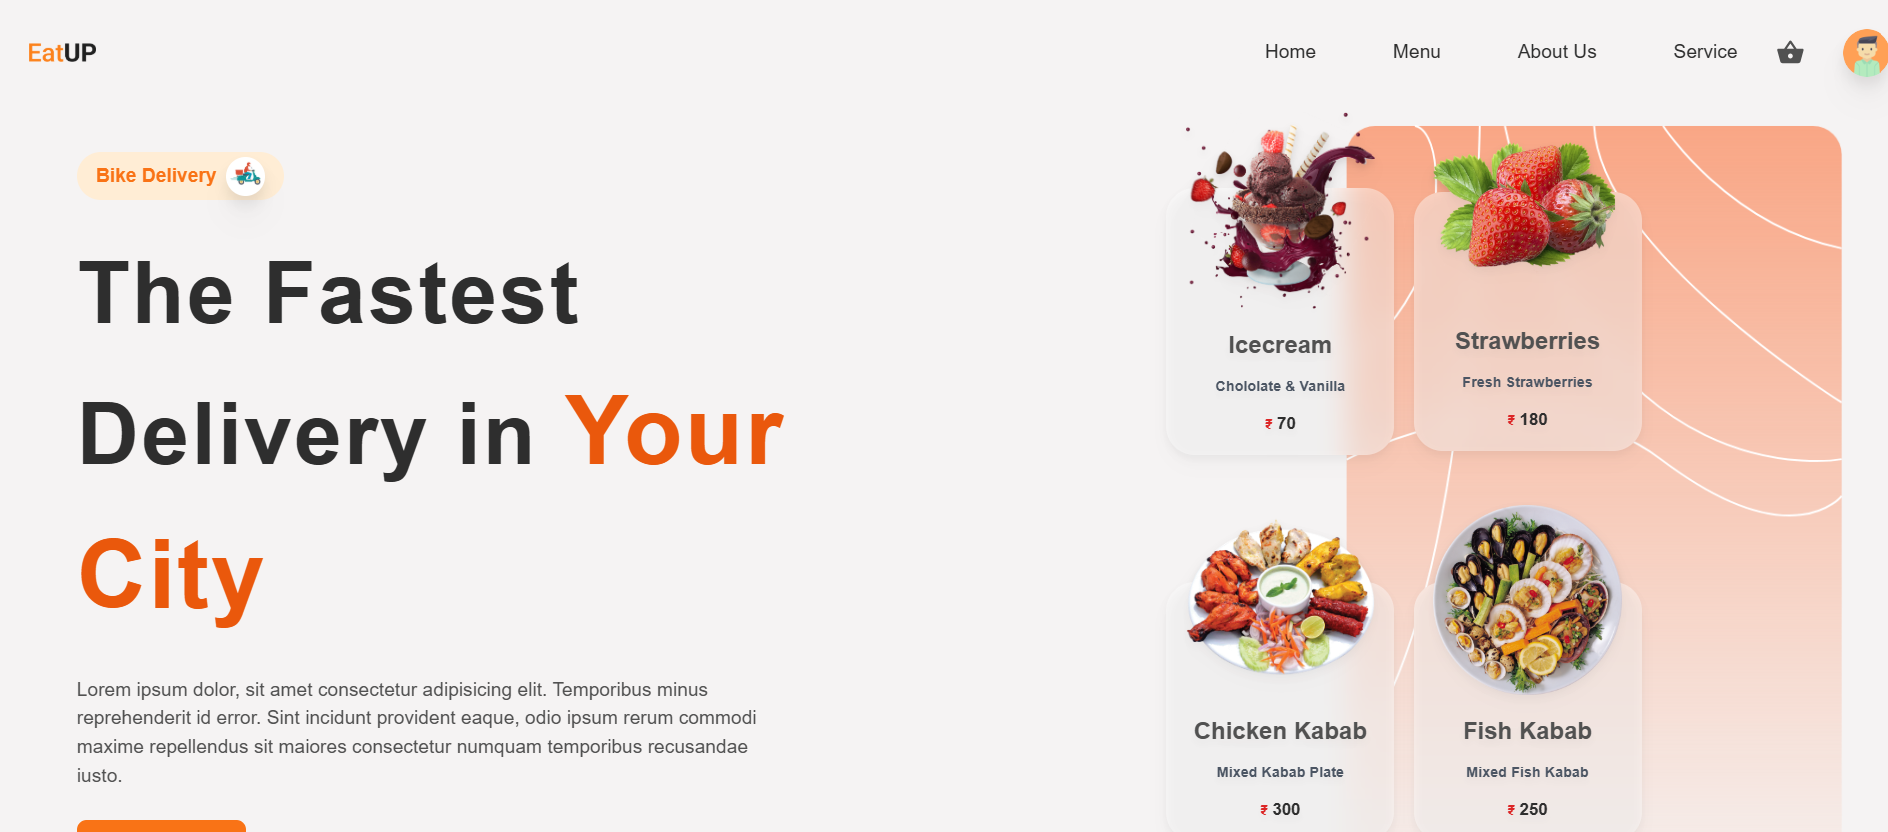 EatUP
Home
Menu
About Us
Service
Bike Delivery
The Fastest
Delivery in Your
City
Lorem ipsum dolor, sit amet consectetur adipisicing elit. Temporibus minus
reprehenderit id error. Sint incidunt provident eaque, odio ipsum rerum commodi
maxime repellendus sit maiores consectetur numquam temporibus recusandae
iusto.
Icecream
Chololate & Vanilla
₹ 70
Strawberries
Fresh Strawberries
₹ 180
Chicken Kabab
Mixed Kabab Plate
₹ 300
Fish Kabab
Mixed Fish Kabab
₹ 250